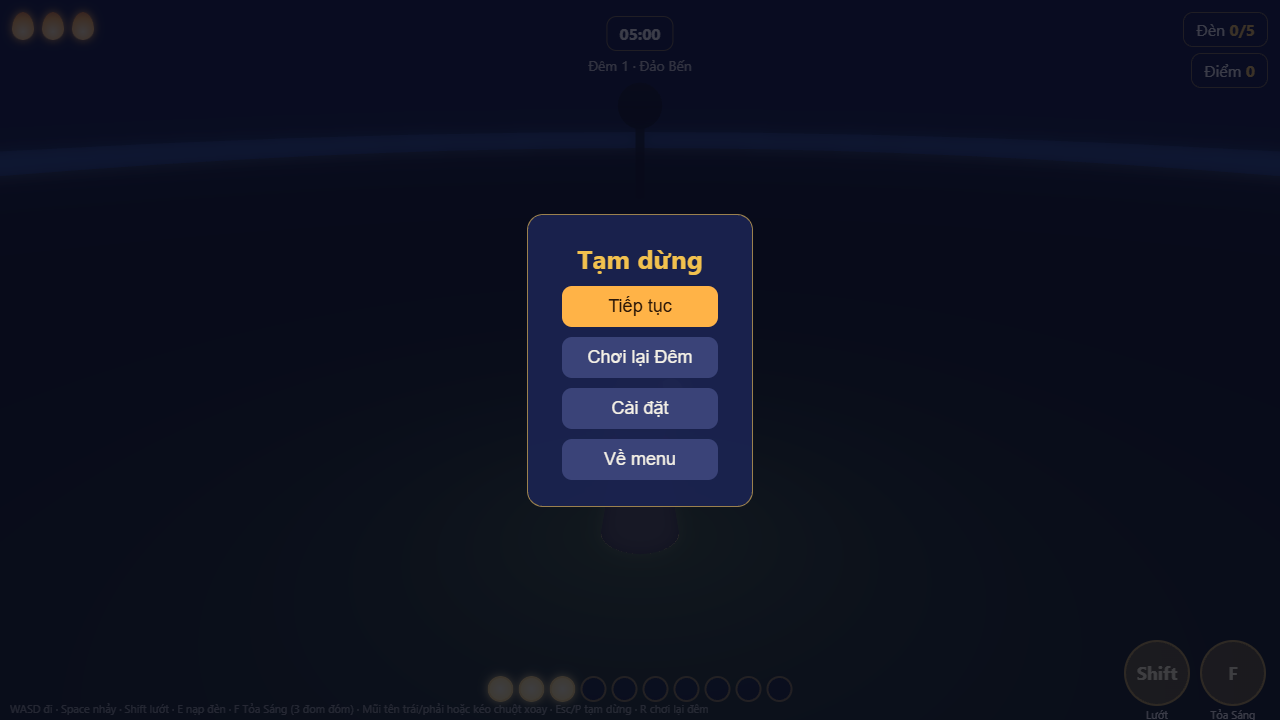 05:00
Đèn 0/5
Đêm 1 · Đảo Bến
Điểm 0
Tạm dừng
Tiếp tục
Chơi lại Đêm
Cài đặt
Về menu
Shift
F
WASD đi · Space nhảy · Shift lướt · E nạp đèn · F Tỏa Sáng (3 đom đóm) · Mũi tên trái/phải hoặc kéo chuột xoay · Esc/P tạm dừng · R chơi lại đêm
Lướt
Tỏa Sáng